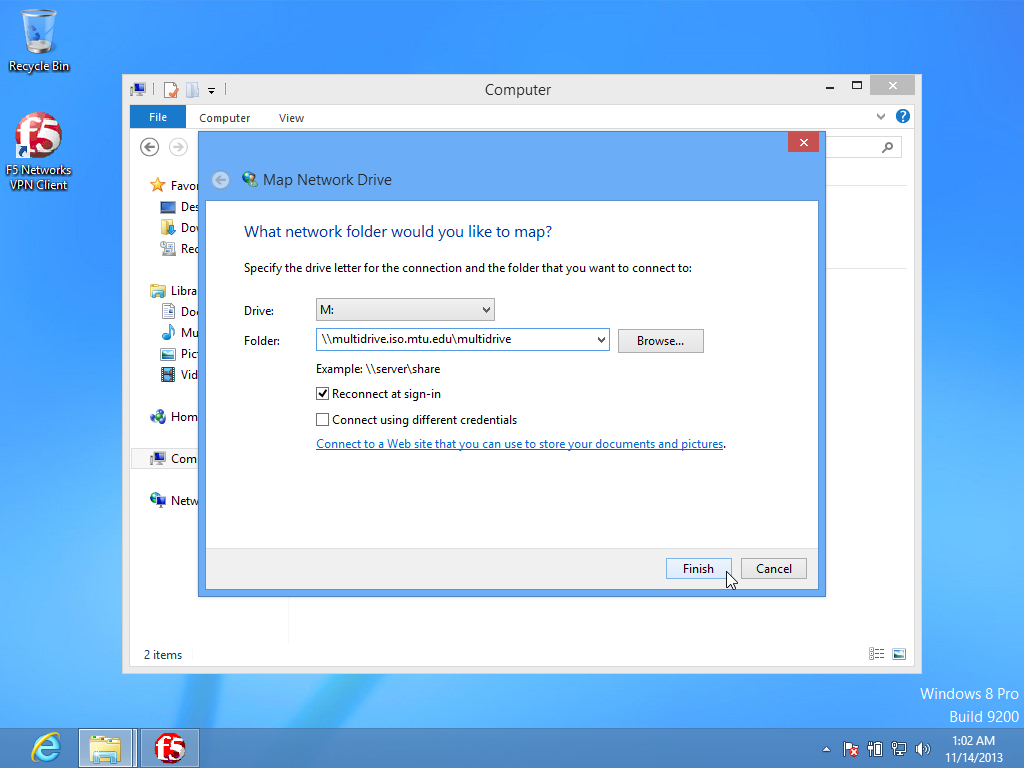 Recycle Bin
F5 Networks
VPN Client
Computer
File
Computer
View
Map Network Drive
What network folder would you like to map?
Specify the drive letter for the connection and the folder that you want to connect to:
Drive:
M:
Folder:
\\multidrive.iso.mtu.edu\multidrive
Browse...
Example: \\server\share
Reconnect at sign-in
Connect using different credentials
Connect to a Web site that you can use to store your documents and pictures.
Finish
Cancel
Favor
Des
Dov
Rec
Libra
Doc
Mu
Pict
Vid
Home
Comp
Netw
2 items
Windows 8 Pro
Build 9200
f5
1:02 AM
11/14/2013